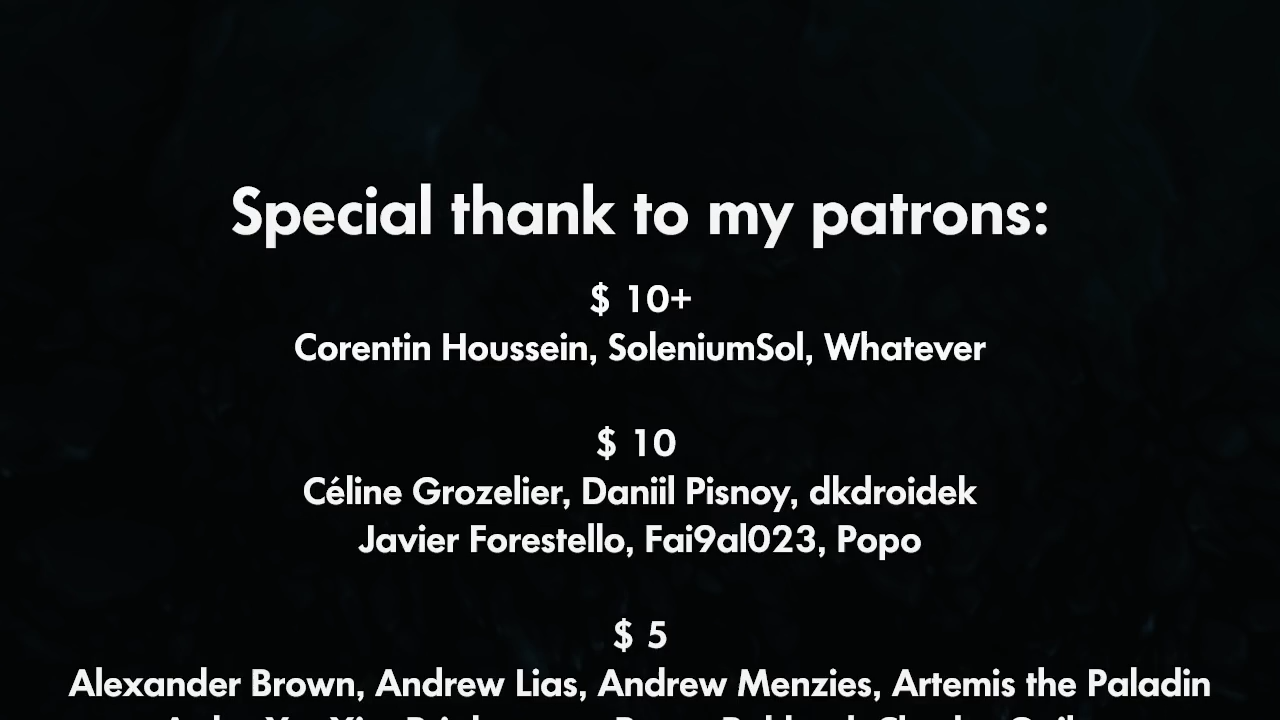 Special thank to my patrons:
$ 10+
Corentin Houssein, SoleniumSol, Whatever
$ 10
Céline Grozelier, Daniil Pisnoy, dkdroidek
Javier Forestello, Fai9al023, Popo
$ 5
Alexander Brown, Andrew Lias, Andrew Menzies, Artemis the Paladin